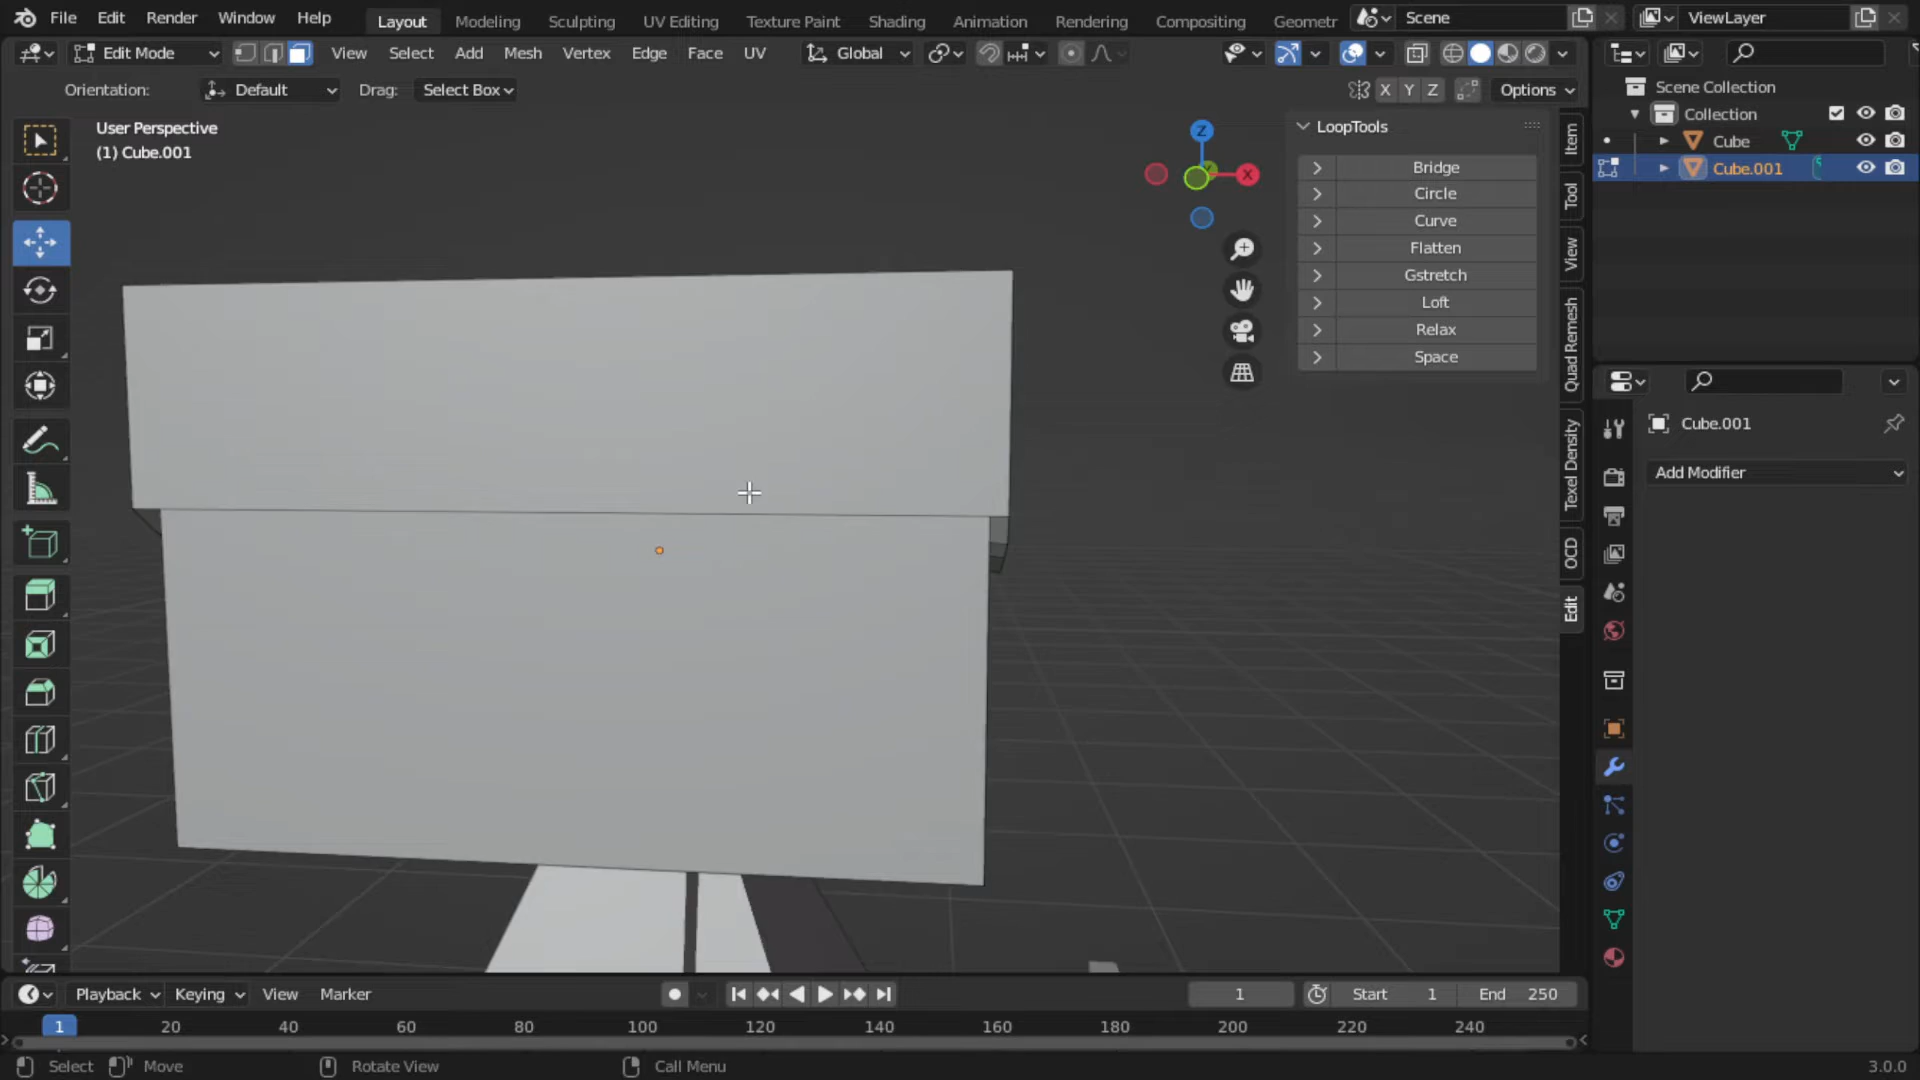 File Edit Render Window Help Layout Modeling Sculpting UV Editing Texture Paint Shading Animation Rendering Compositing Geometr Scene ViewLayer
Edit Mode View Select Add Mesh Vertex Edge Face UV Global
Orientation: Default Drag: Select Box X Y Z Options
User Perspective
(1) Cube.001
Z
X
LoopTools
Bridge
Circle
Curve
Flatten
Gstretch
Loft
Relax
Space
Item
Tool
View
Quad Remesh
Texel Density
OCD
Edit
Scene Collection
Collection
Cube
Cube.001
Cube.001
Add Modifier
Playback Keying View Marker 1 Start 1 End 250
1 20 40 60 80 100 120 140 160 180 200 220 240
Select Move Rotate View Call Menu 3.0.0